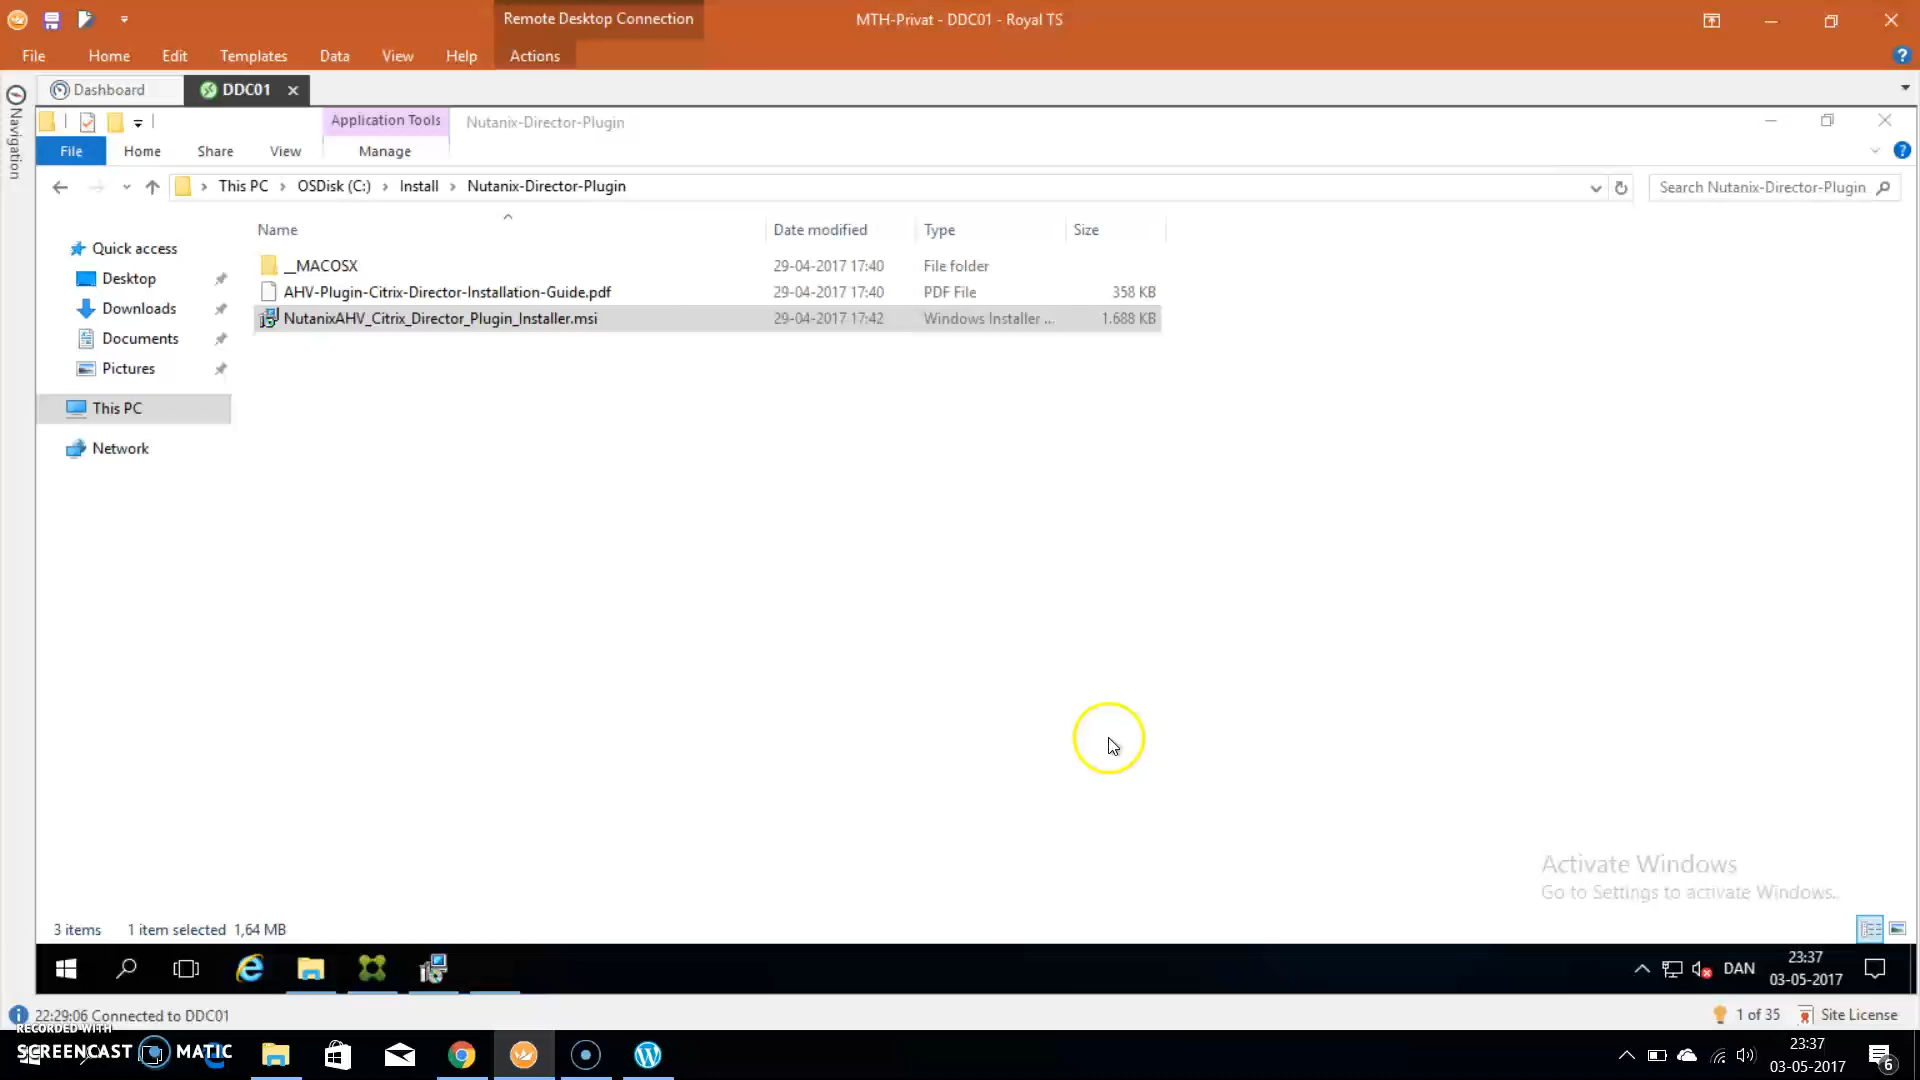 Remote Desktop Connection
MTH-Privat - DDC01 - Royal TS
File Home Edit Templates Data View Help Actions
Dashboard DDC01
Navigation
Application Tools Nutanix-Director-Plugin
File Home Share View Manage
This PC OSDisk (C:) Install Nutanix-Director-Plugin
Search Nutanix-Director-Plugin
Name Date modified Type Size
Quick access
Desktop
Downloads
Documents
Pictures
This PC
Network
__MACOSX 29-04-2017 17:40 File folder
AHV-Plugin-Citrix-Director-Installation-Guide.pdf 29-04-2017 17:40 PDF File 358 KB
NutanixAHV_Citrix_Director_Plugin_Installer.msi 29-04-2017 17:42 Windows Installer ... 1.688 KB
Activate Windows
Go to Settings to activate Windows.
3 items 1 item selected 1,64 MB
DAN
23:37
03-05-2017
22:29:06 Connected to DDC01
1 of 35 Site License
RECORDED WITH
SCREENCAST MATIC
23:37
03-05-2017
6